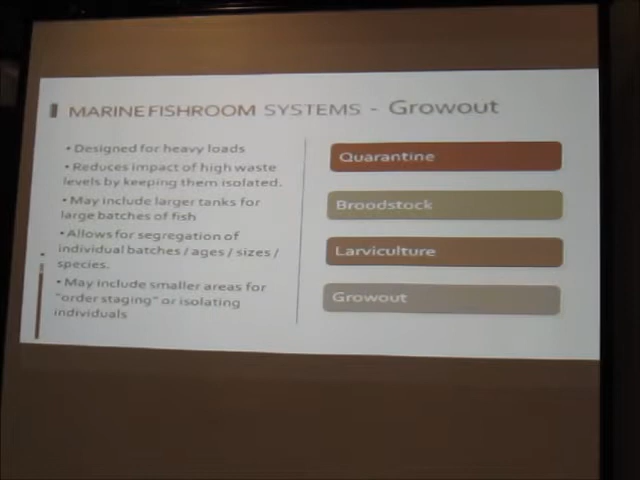 MARINE FISHROOM SYSTEMS - Growout
• Designed for heavy loads
• Reduces impact of high waste
levels by keeping them isolated.
• May include larger tanks for
large batches of fish
• Allows for segregation of
individual batches / ages / sizes /
species.
• May include smaller areas for
"order staging" or isolating
individuals
Quarantine
Broodstock
Larviculture
Growout